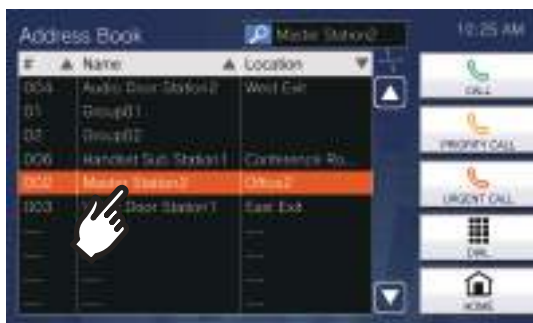 Address Book Master Station2 10:25 AM
# Name Location
004 Audio Door Station2 West Exit
01 Group01
02 Group02
006 Handset Sub Station1 Conference Ro...
002 Master Station2 Office2
003 Door Station1 East Exit
--- --- ---
--- --- ---
--- --- ---
--- --- ---
CALL
PRIORITY CALL
URGENT CALL
DIAL
HOME